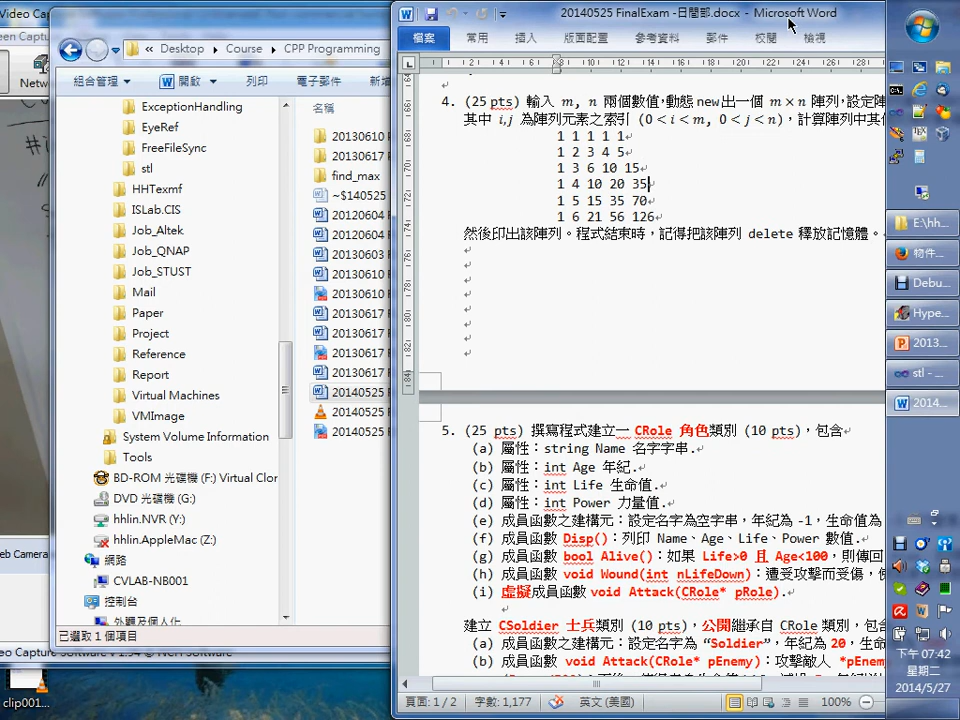 Video Ca
een Captu
Netw
#i
//
S
eb Camera
Video Capture Software v 1.54 © NCH Software
clip001...
Desktop
Course
CPP Programming
組合管理
開啟
列印
電子郵件
新增
名稱
ExceptionHandling
EyeRef
FreeFileSync
stl
HHTexmf
ISLab.CIS
Job_Altek
Job_QNAP
Job_STUST
Mail
Paper
Project
Reference
Report
Virtual Machines
VMImage
System Volume Information
Tools
BD-ROM 光碟機 (F:) Virtual Clor
DVD 光碟機 (G:)
hhlin.NVR (Y:)
hhlin.AppleMac (Z:)
網路
CVLAB-NB001
控制台
外觀及個人化
20130610
20130617
find_max
~$140525
20120604
20130603
20130610
20130610
20130617
20130617
20130617
20140525
20140525
20140525
已選取 1 個項目
20140525 FinalExam -日間部.docx - Microsoft Word
檔案
常用
插入
版面配置
參考資料
郵件
校閱
檢視
4. (25 pts) 輸入 m, n 兩個數值,動態 new 出一個 m × n 陣列,設定陣
其中 i,j 為陣列元素之索引 (0 < i < m, 0 < j < n),計算陣列中其
1 1 1 1 1
1 2 3 4 5
1 3 6 10 15
1 4 10 20 35
1 5 15 35 70
1 6 21 56 126
然後印出該陣列。程式結束時,記得把該陣列 delete 釋放記憶體。
5. (25 pts) 撰寫程式建立一 CRole 角色類別 (10 pts),包含
(a) 屬性:string Name 名字字串.
(b) 屬性:int Age 年紀.
(c) 屬性:int Life 生命值.
(d) 屬性:int Power 力量值.
(e) 成員函數之建構元:設定名字為空字串,年紀為 -1,生命值為
(f) 成員函數 Disp():列印 Name、Age、Life、Power 數值.
(g) 成員函數 bool Alive():如果 Life>0 且 Age<100,則傳回
(h) 成員函數 void Wound(int nLifeDown):遭受攻擊而受傷,
(i) 虛擬成員函數 void Attack(CRole* pRole).
建立 CSoldier 士兵類別 (10 pts),公開繼承自 CRole 類別,包含
(a) 成員函數之建構元:設定名字為 “Soldier”,年紀為 20,生命
(b) 成員函數 void Attack(CRole* pEnemy):攻擊敵人 *pEnem
頁面: 1 / 2
字數: 1,177
英文 (美國)
100%
E:\hh
物件...
Debu...
Hype...
2013...
stl - ...
2014...
下午 07:42
星期二
2014/5/27